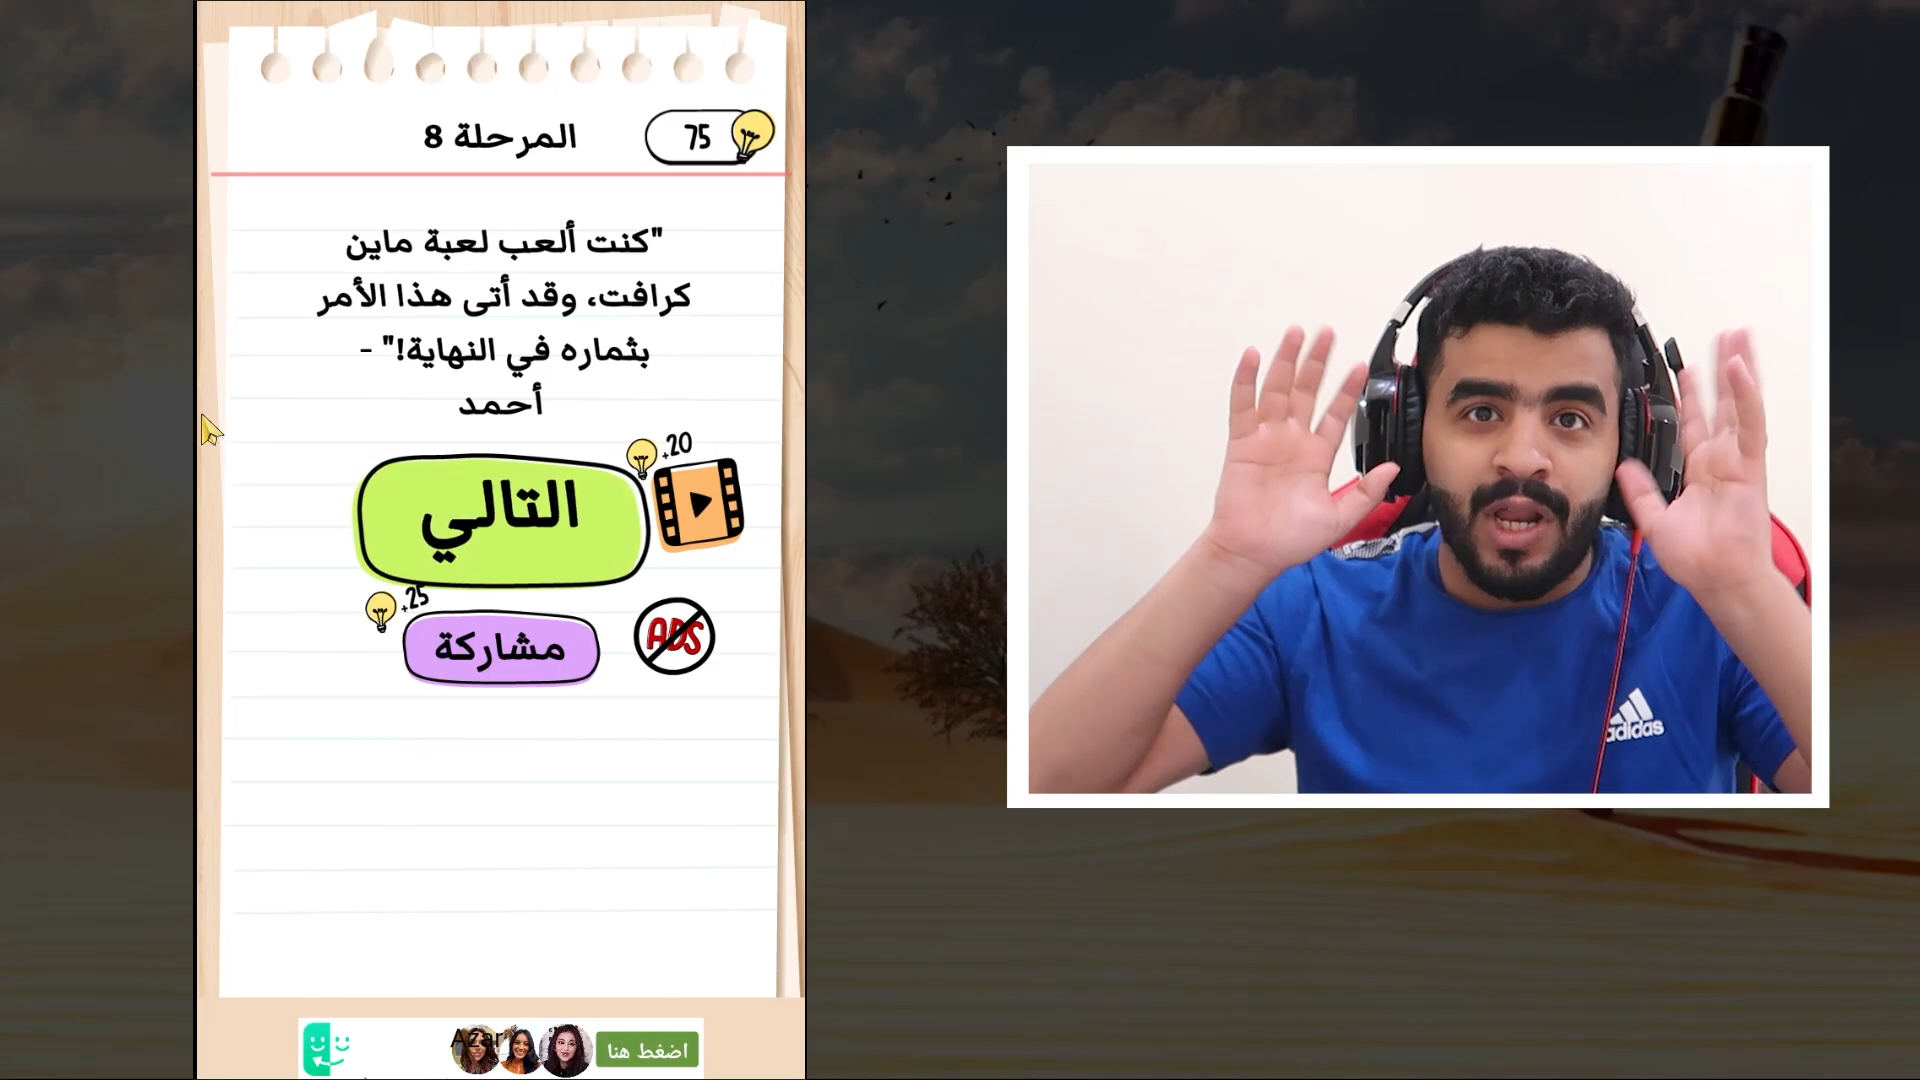 المرحلة 8
75
"كنت ألعب لعبة ماين
كرافت، وقد أتى هذا الأمر
بثماره في النهاية!" -
أحمد
+20
التالي
+25
مشاركة
ADS
adidas
Azar
اضغط هنا